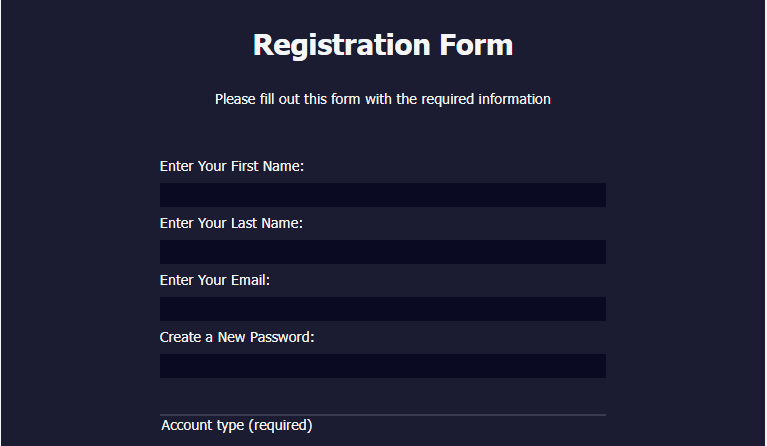 Registration Form
Please fill out this form with the required information
Enter Your First Name:
Enter Your Last Name:
Enter Your Email:
Create a New Password:
Account type (required)